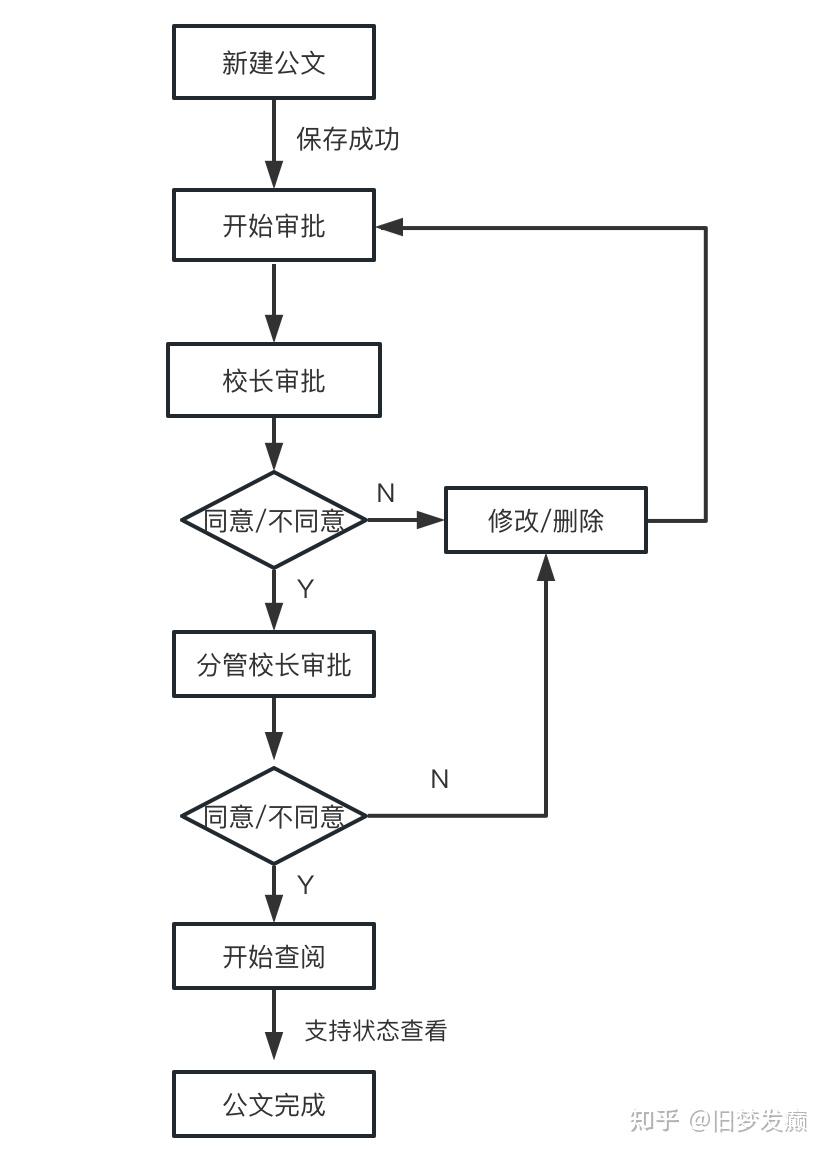 新建公文
保存成功
开始审批
校长审批
同意/不同意
N
修改/删除
Y
分管校长审批
N
同意/不同意
Y
开始查阅
支持状态查看
公文完成
知乎 @旧梦发癫